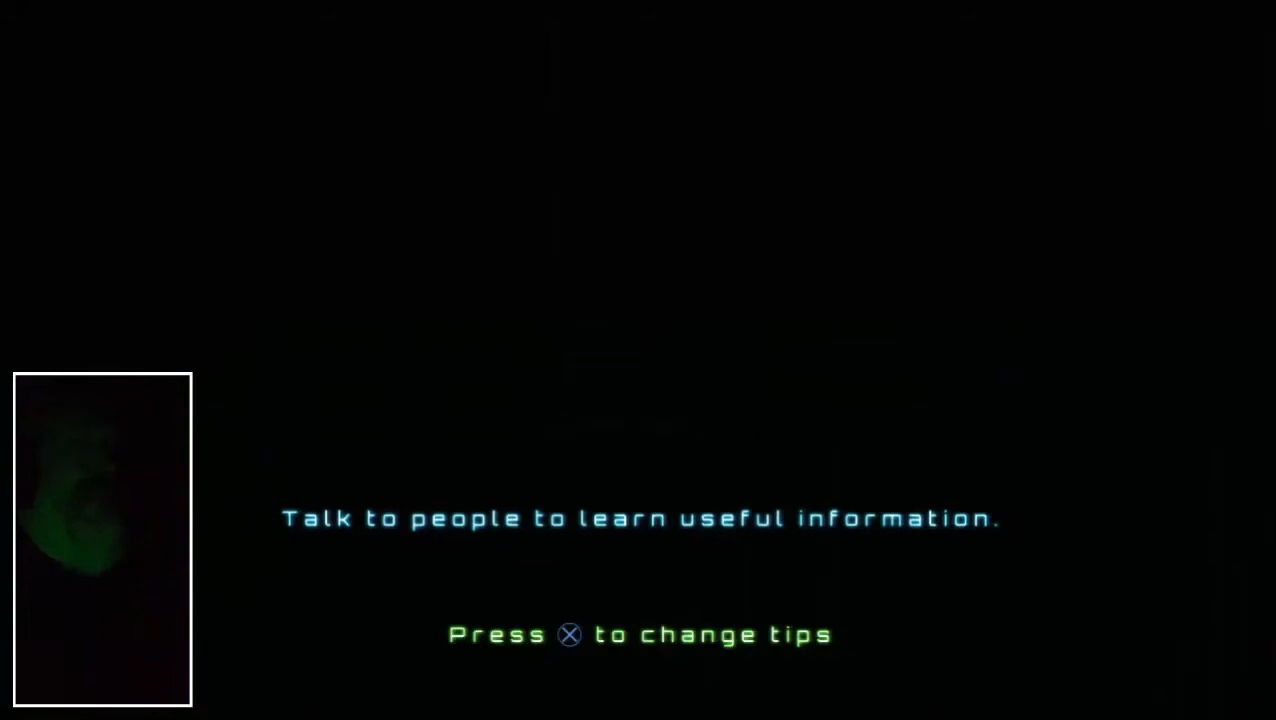 Talk to people to learn useful information.
Press ⓧ to change tips